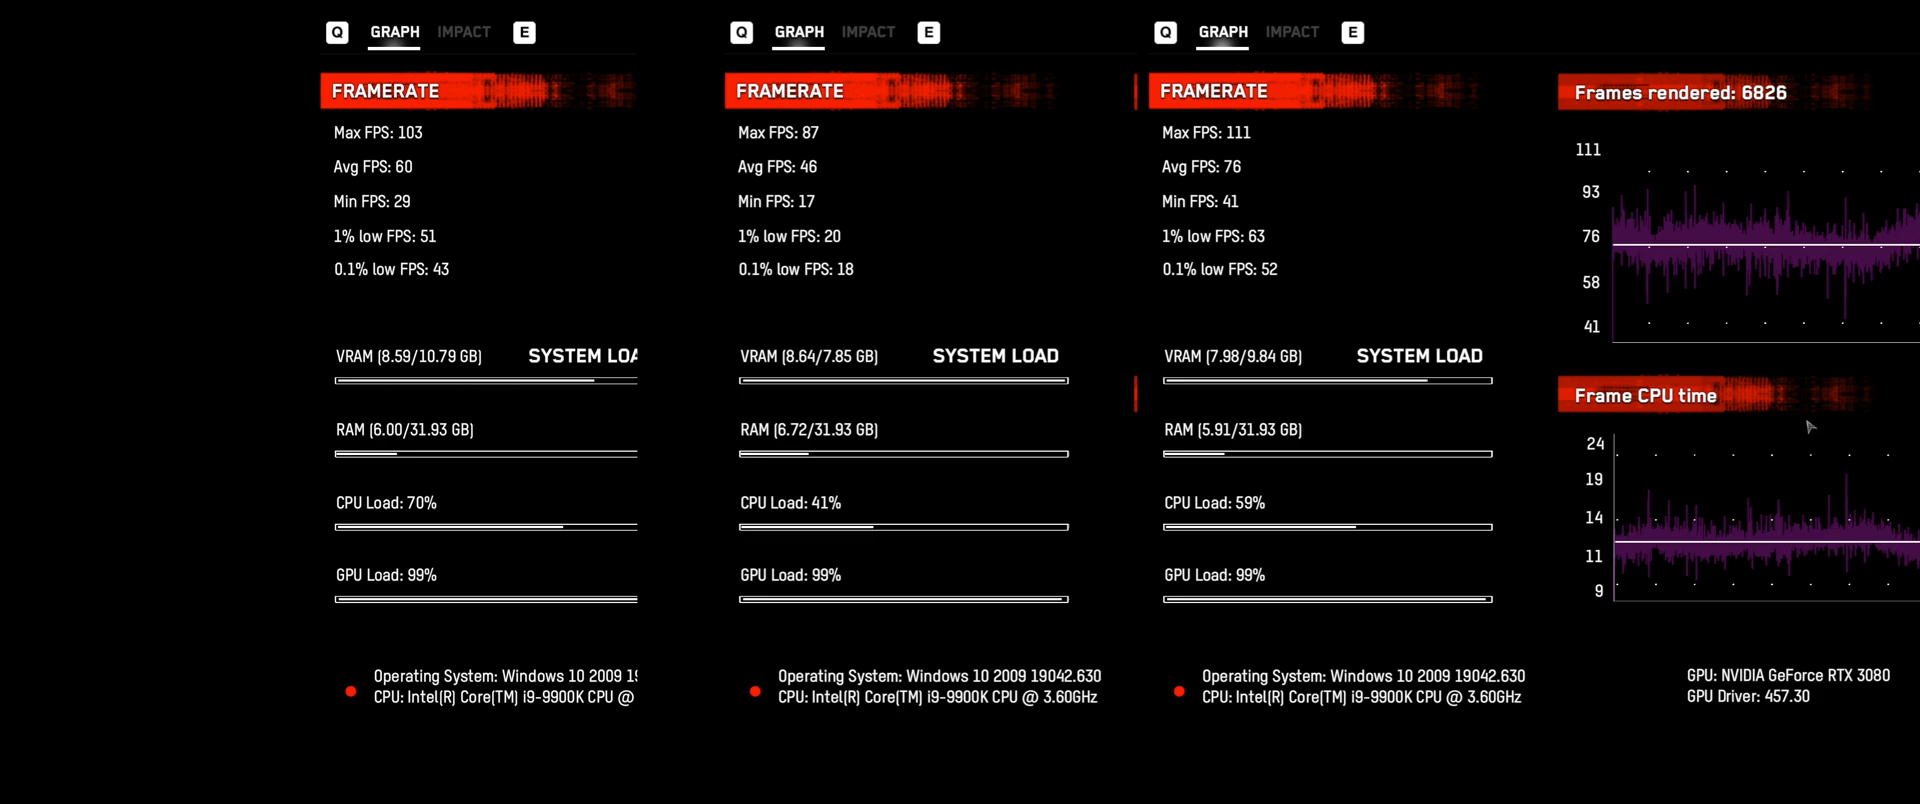 Q GRAPH IMPACT E
FRAMERATE
Max FPS: 103
Avg FPS: 60
Min FPS: 29
1% low FPS: 51
0.1% low FPS: 43
VRAM (8.59/10.79 GB)
SYSTEM LOA
RAM (6.00/31.93 GB)
CPU Load: 70%
GPU Load: 99%
Operating System: Windows 10 2009 19
CPU: Intel(R) Core(TM) i9-9900K CPU @
Q GRAPH IMPACT E
FRAMERATE
Max FPS: 87
Avg FPS: 46
Min FPS: 17
1% low FPS: 20
0.1% low FPS: 18
VRAM (8.64/7.85 GB)
SYSTEM LOAD
RAM (6.72/31.93 GB)
CPU Load: 41%
GPU Load: 99%
Operating System: Windows 10 2009 19042.630
CPU: Intel(R) Core(TM) i9-9900K CPU @ 3.60GHz
Q GRAPH IMPACT E
FRAMERATE
Max FPS: 111
Avg FPS: 76
Min FPS: 41
1% low FPS: 63
0.1% low FPS: 52
VRAM (7.98/9.84 GB)
SYSTEM LOAD
RAM (5.91/31.93 GB)
CPU Load: 59%
GPU Load: 99%
Operating System: Windows 10 2009 19042.630
CPU: Intel(R) Core(TM) i9-9900K CPU @ 3.60GHz
Frames rendered: 6826
111
93
76
58
41
Frame CPU time
24
19
14
11
9
GPU: NVIDIA GeForce RTX 3080
GPU Driver: 457.30